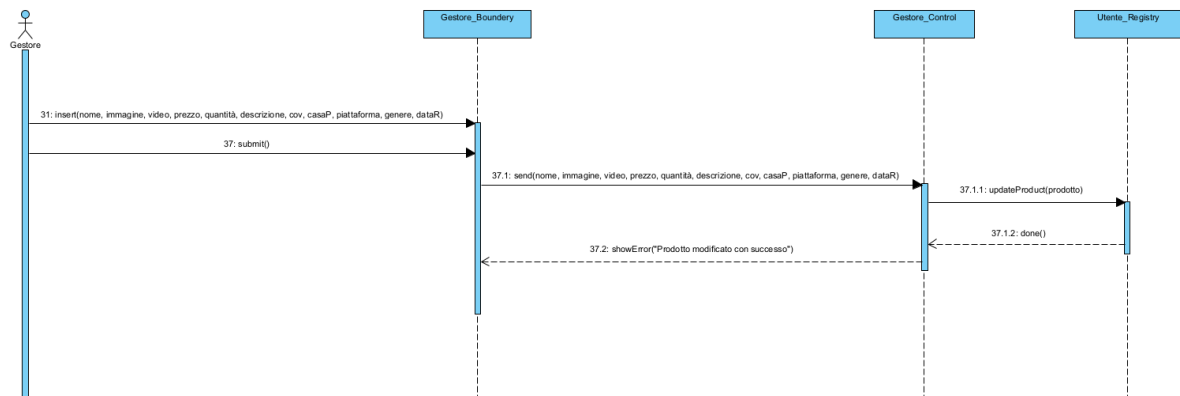 Gestore_Boundery
Gestore_Control
Utente_Registry
Gestore
31: insert(nome, immagine, video, prezzo, quantità, descrizione, cov, casaP, piattaforma, genere, dataR)
37: submit()
37.1: send(nome, immagine, video, prezzo, quantità, descrizione, cov, casaP, piattaforma, genere, dataR)
37.1.1: updateProduct(prodotto)
37.1.2: done()
37.2: showError("Prodotto modificato con successo")